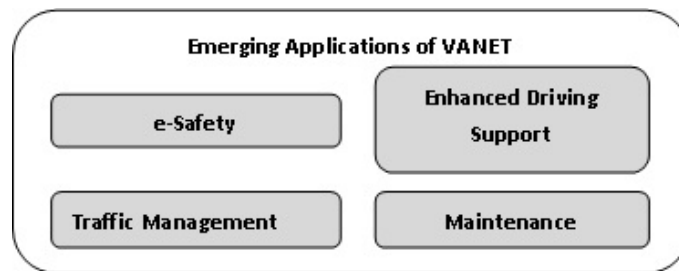 Emerging Applications of VANET
e-Safety
Enhanced Driving
Support
Traffic Management
Maintenance